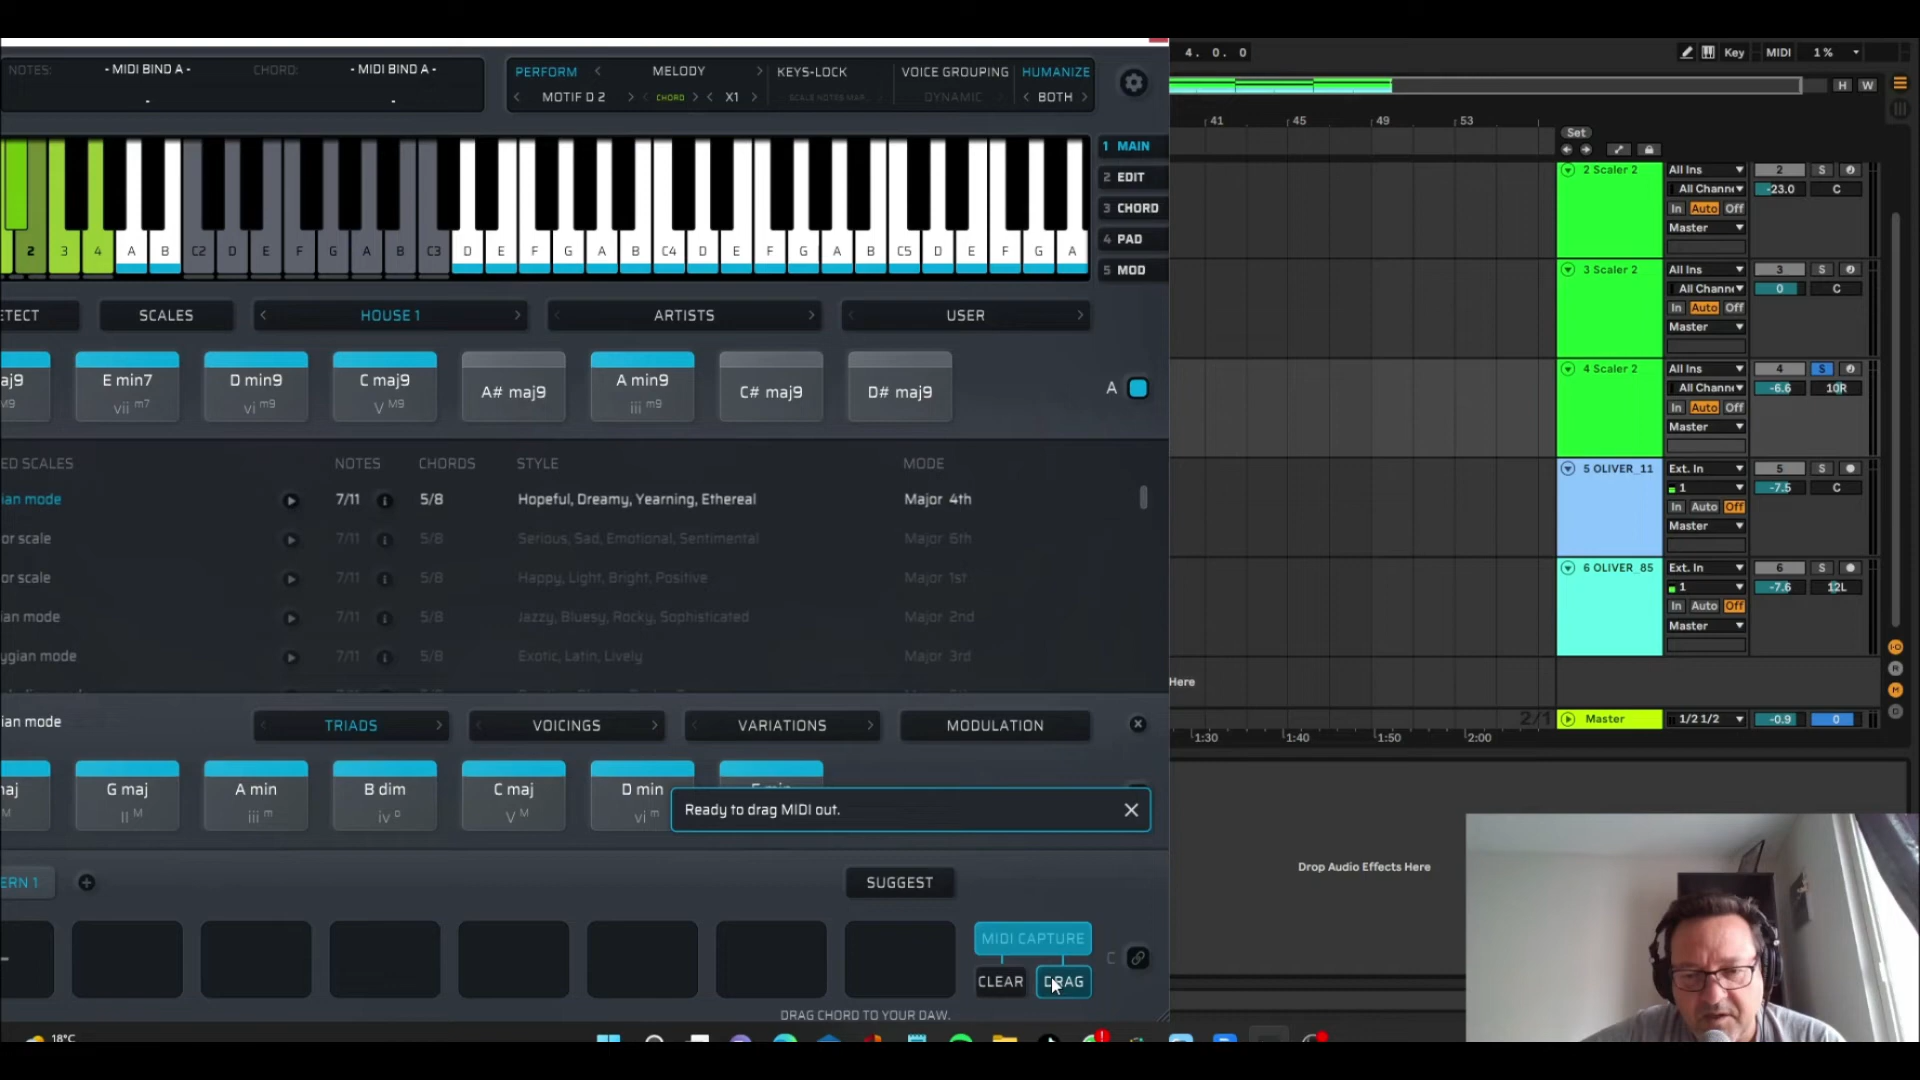 NOTES:
- MIDI BIND A -
-
CHORD:
- MIDI BIND A -
-
PERFORM < MELODY > KEYS-LOCK VOICE GROUPING HUMANIZE
< MOTIF D 2 > < CHORD > < X1 > SCALE NOTES MAP DYNAMIC < BOTH >
4. 0. 0
Key MIDI 1 %
H W
41 45 49 53
Set
1 MAIN
2 EDIT
3 CHORD
4 PAD
5 MOD
2 3 4 A B C2 D E F G A B C3 D E F G A B C4 D E F G A B C5 D E F G A
ETECT SCALES < HOUSE 1 > < ARTISTS > < USER >
aj9
M9
E min7
vii m7
D min9
vi m9
C maj9
V M9
A# maj9
A min9
iii m9
C# maj9
D# maj9
A
ED SCALES NOTES CHORDS STYLE MODE
ian mode 7/11 i 5/8 Hopeful, Dreamy, Yearning, Ethereal Major 4th
or scale 7/11 i 5/8 Serious, Sad, Emotional, Sentimental Major 6th
or scale 7/11 i 5/8 Happy, Light, Bright, Positive Major 1st
ian mode 7/11 i 5/8 Jazzy, Bluesy, Rocky, Sophisticated Major 2nd
ygian mode 7/11 i 5/8 Exotic, Latin, Lively Major 3rd
ian mode < TRIADS > < VOICINGS > < VARIATIONS > MODULATION
naj
M
G maj
II M
A min
iii m
B dim
iv o
C maj
V M
D min
vi m
Ready to drag MIDI out.
ERN 1
SUGGEST
MIDI CAPTURE
CLEAR DRAG
C
DRAG CHORD TO YOUR DAW.
18°C
2 Scaler 2 All Ins 2 S
All Channe -23.0 C
In Auto Off
Master
3 Scaler 2 All Ins 3 S
All Channe 0 C
In Auto Off
Master
4 Scaler 2 All Ins 4 S
All Channe -6.6 10R
In Auto Off
Master
5 OLIVER_11 Ext. In 5 S
1 -7.5 C
In Auto Off
Master
6 OLIVER_85 Ext. In 6 S
1 -7.6 12L
In Auto Off
Master
Here
2/1 Master 1/2 1/2 -0.9 0
1:30 1:40 1:50 2:00
I·O
R
M
D
Drop Audio Effects Here